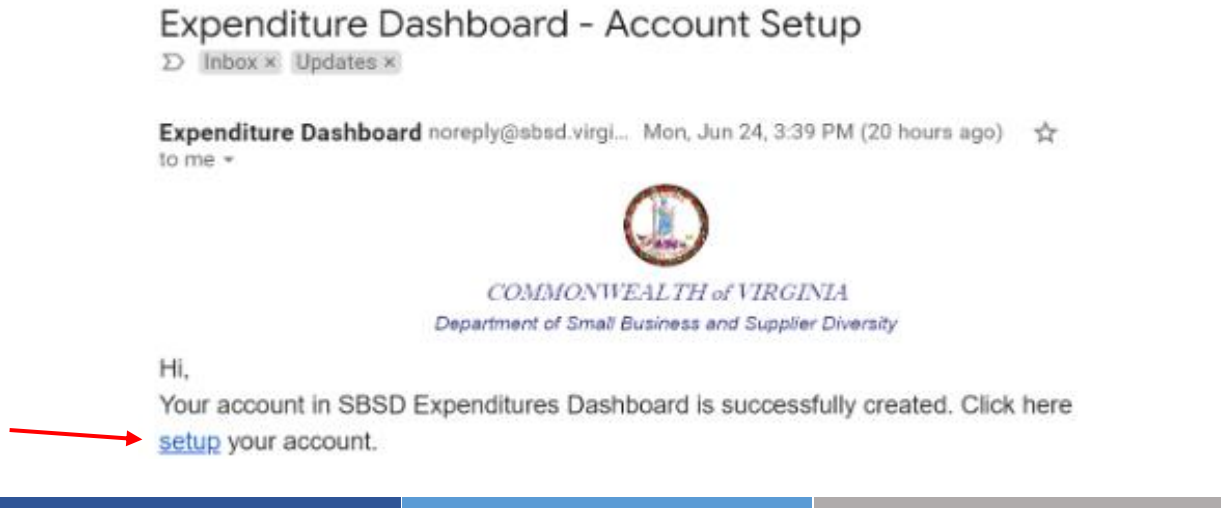 Expenditure Dashboard - Account Setup
Inbox × Updates ×
Expenditure Dashboard noreply@sbsd.virgi... Mon, Jun 24, 3:39 PM (20 hours ago)
to me
COMMONWEALTH of VIRGINIA
Department of Small Business and Supplier Diversity
Hi,
Your account in SBSD Expenditures Dashboard is successfully created. Click here
setup your account.